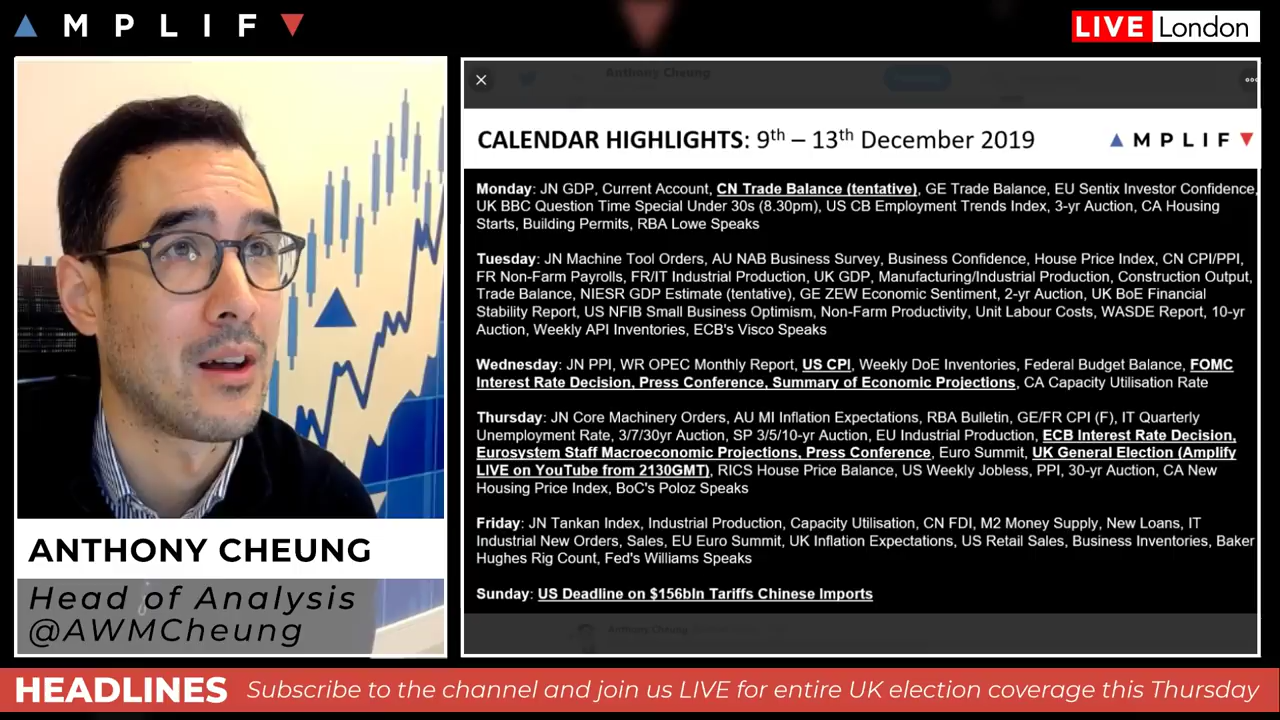 MPLIF
LIVE London
CALENDAR HIGHLIGHTS: 9th – 13th December 2019
MPLIF
Monday: JN GDP, Current Account, CN Trade Balance (tentative), GE Trade Balance, EU Sentix Investor Confidence,
UK BBC Question Time Special Under 30s (8.30pm), US CB Employment Trends Index, 3-yr Auction, CA Housing
Starts, Building Permits, RBA Lowe Speaks
Tuesday: JN Machine Tool Orders, AU NAB Business Survey, Business Confidence, House Price Index, CN CPI/PPI,
FR Non-Farm Payrolls, FR/IT Industrial Production, UK GDP, Manufacturing/Industrial Production, Construction Output,
Trade Balance, NIESR GDP Estimate (tentative), GE ZEW Economic Sentiment, 2-yr Auction, UK BoE Financial
Stability Report, US NFIB Small Business Optimism, Non-Farm Productivity, Unit Labour Costs, WASDE Report, 10-yr
Auction, Weekly API Inventories, ECB's Visco Speaks
Wednesday: JN PPI, WR OPEC Monthly Report, US CPI, Weekly DoE Inventories, Federal Budget Balance, FOMC
Interest Rate Decision, Press Conference, Summary of Economic Projections, CA Capacity Utilisation Rate
Thursday: JN Core Machinery Orders, AU MI Inflation Expectations, RBA Bulletin, GE/FR CPI (F), IT Quarterly
Unemployment Rate, 3/7/30yr Auction, SP 3/5/10-yr Auction, EU Industrial Production, ECB Interest Rate Decision,
Eurosystem Staff Macroeconomic Projections, Press Conference, Euro Summit, UK General Election (Amplify
LIVE on YouTube from 2130GMT), RICS House Price Balance, US Weekly Jobless, PPI, 30-yr Auction, CA New
Housing Price Index, BoC's Poloz Speaks
Friday: JN Tankan Index, Industrial Production, Capacity Utilisation, CN FDI, M2 Money Supply, New Loans, IT
Industrial New Orders, Sales, EU Euro Summit, UK Inflation Expectations, US Retail Sales, Business Inventories, Baker
Hughes Rig Count, Fed's Williams Speaks
Sunday: US Deadline on $156bln Tariffs Chinese Imports
Anthony Cheung
Anthony Cheung
ANTHONY CHEUNG
Head of Analysis
@AWMCheung
HEADLINES Subscribe to the channel and join us LIVE for entire UK election coverage this Thursday